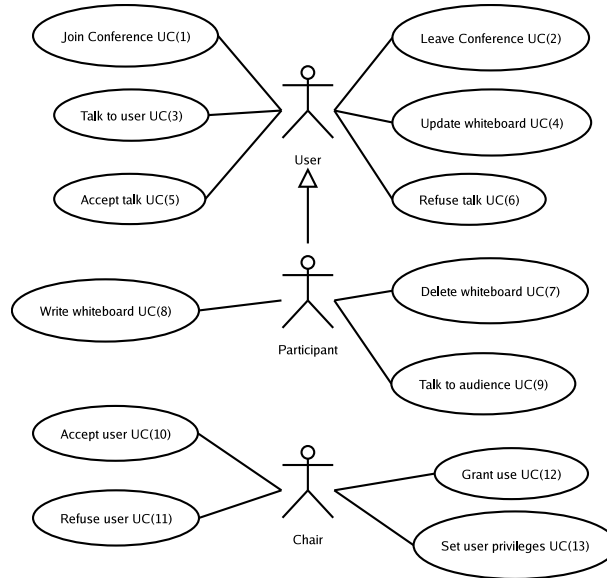 Join Conference UC(1)
Leave Conference UC(2)
Talk to user UC(3)
Update whiteboard UC(4)
User
Accept talk UC(5)
Refuse talk UC(6)
Delete whiteboard UC(7)
Write whiteboard UC(8)
Participant
Talk to audience UC(9)
Accept user UC(10)
Grant use UC(12)
Refuse user UC(11)
Chair
Set user privileges UC(13)